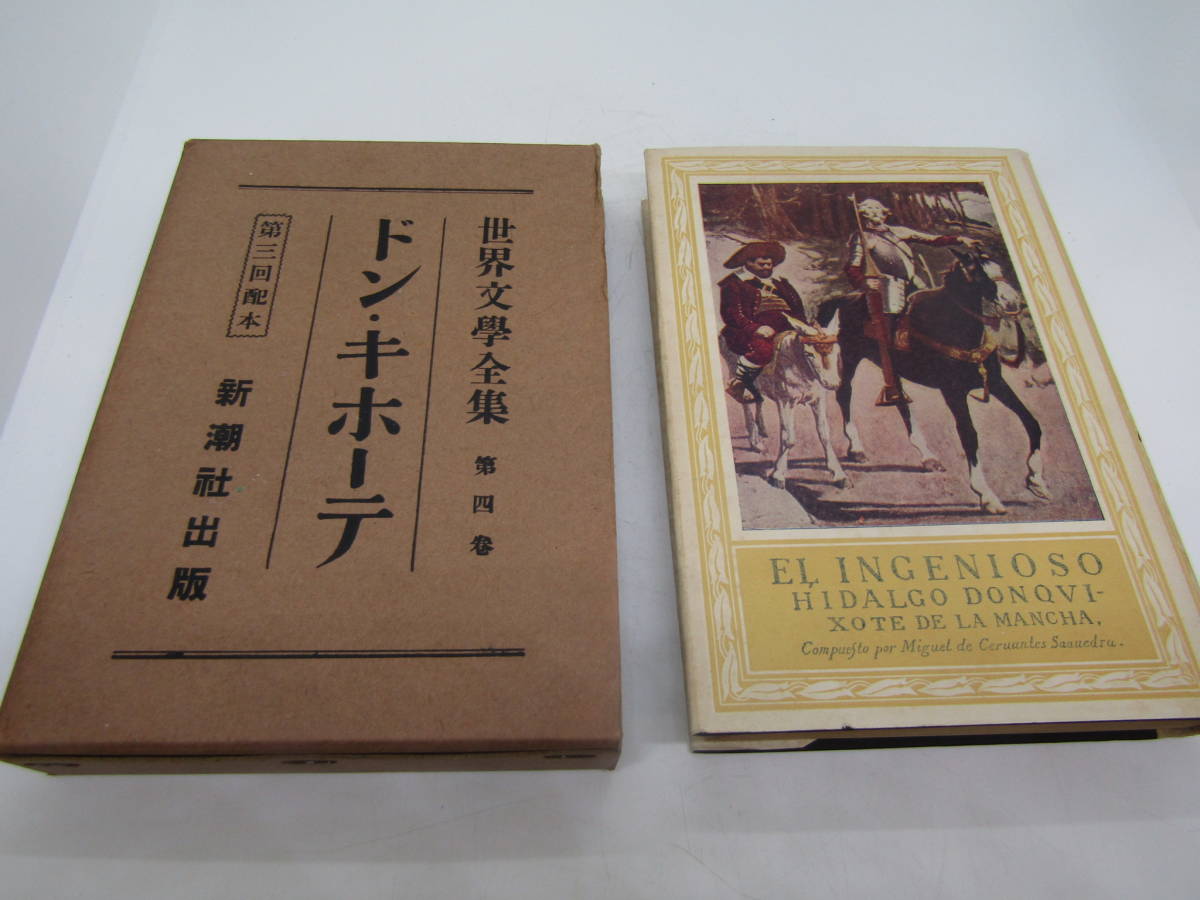 世界文學全集 第四卷
ドン・キホーテ
第三回配本
新潮社出版
EL INGENIOSO
HIDALGO DONQVI-
XOTE DE LA MANCHA,
Compuesto por Miguel de Ceruantes Saauedra.